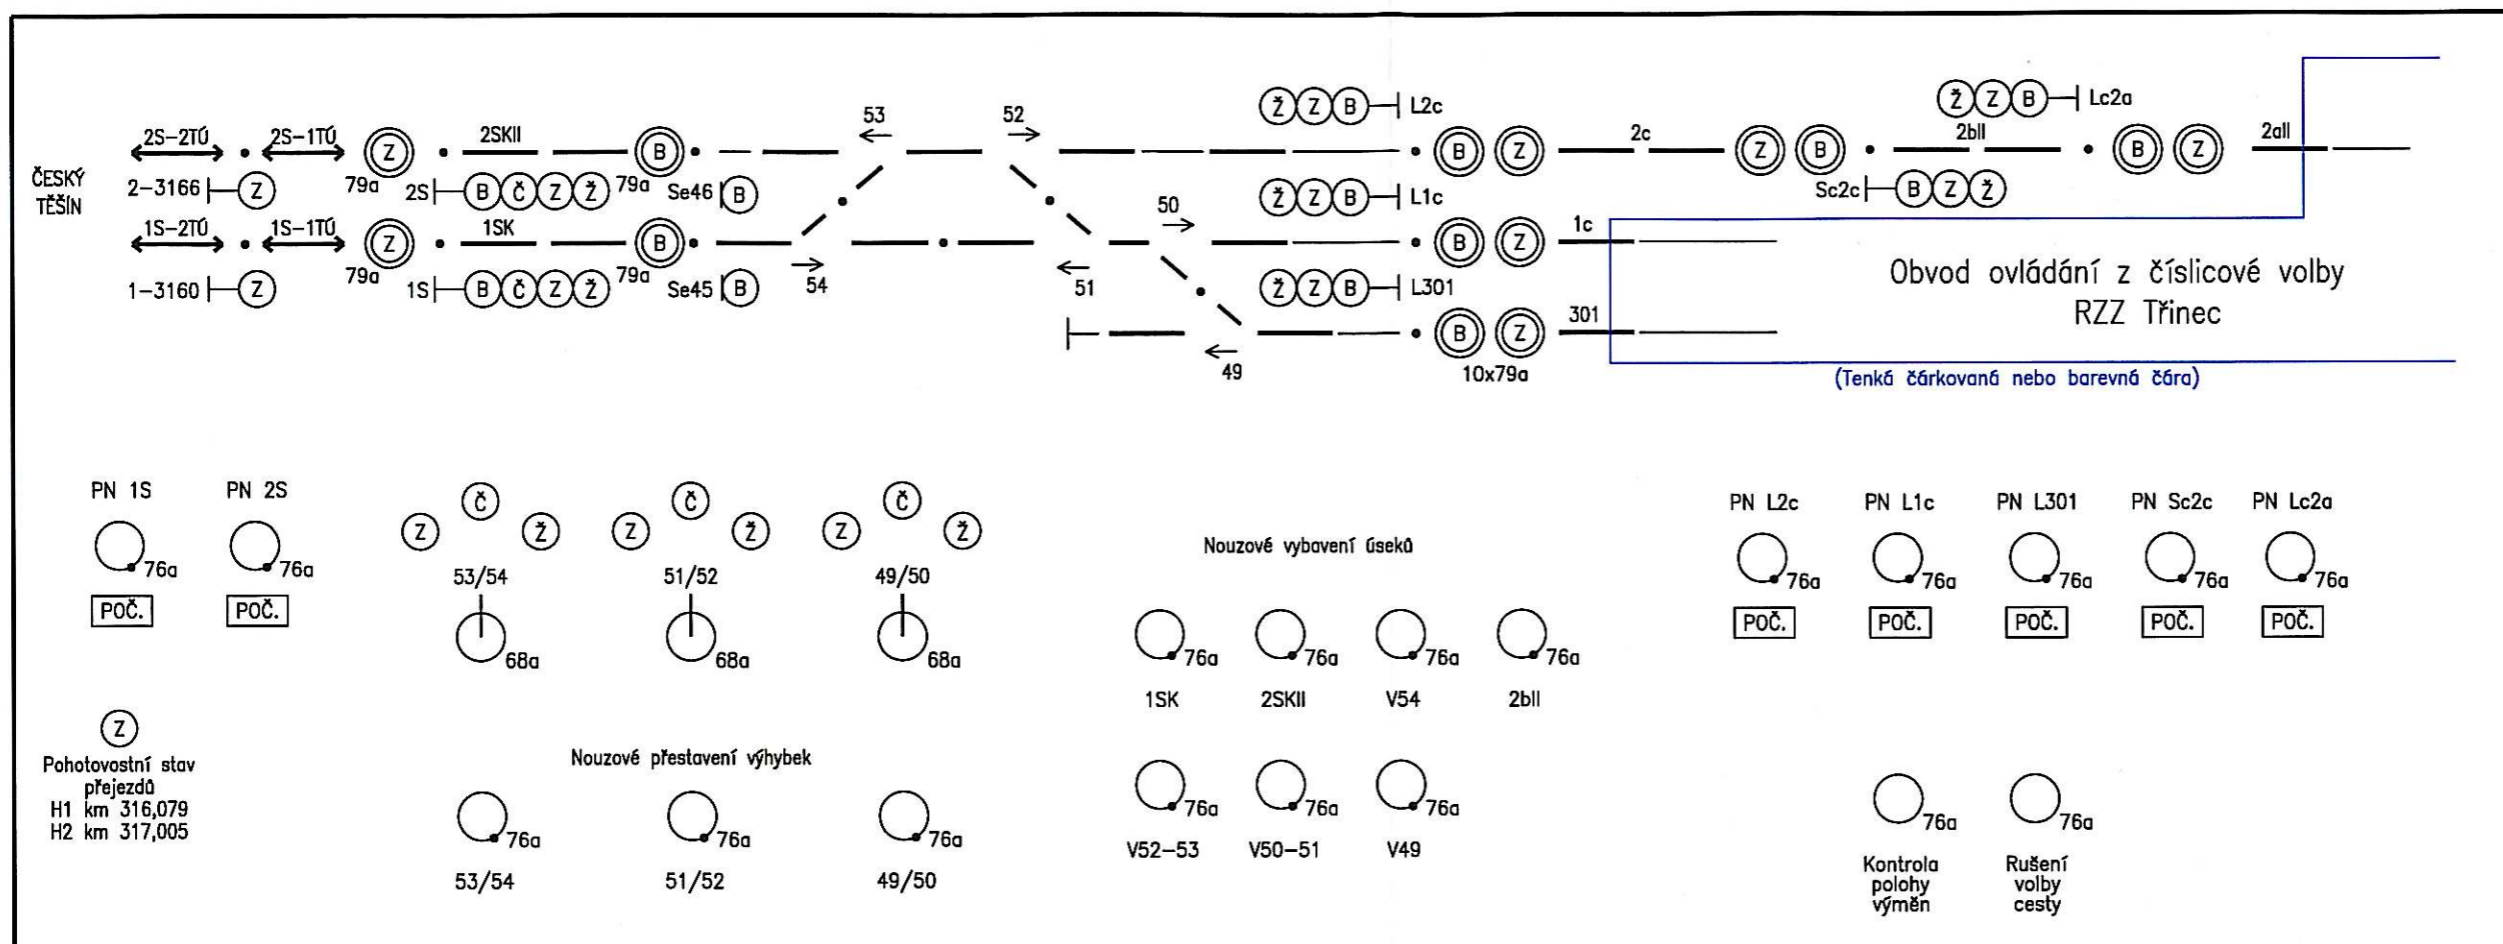 53 52 Ž Z B L2c Ž Z B Lc2a
2S-2TÚ 2S-1TÚ Z 2SKII B 2c 2bII 2aII
B Z Z B B Z
ČESKÝ
TĚŠÍN
2-3166 Z 79a 2S B Č Z Ž 79a Se46 B Ž Z B L1c Sc2c B Z Ž
50
1S-2TÚ 1S-1TÚ Z 1SK B B Z 1c
1-3160 Z 79a 1S B Č Z Ž 79a Se45 B 54 51 Ž Z B L301
Obvod ovládání z číslicové volby
RZZ Třinec
B Z 301
49 10x79a
(Tenká čárkovaná nebo barevná čára)
PN 1S PN 2S
76a 76a
POČ. POČ.
Z Č Ž Z Č Ž Z Č Ž
53/54 51/52 49/50
68a 68a 68a
Nouzové vybavení úseků
76a 76a 76a 76a
1SK 2SKII V54 2bII
76a 76a 76a
V52-53 V50-51 V49
PN L2c PN L1c PN L301 PN Sc2c PN Lc2a
76a 76a 76a 76a 76a
POČ. POČ. POČ. POČ. POČ.
Z
Pohotovostní stav
přejezdů
H1 km 316,079
H2 km 317,005
Nouzové přestavení výhybek
76a 76a 76a
53/54 51/52 49/50
76a 76a
Kontrola
polohy
výměn
Rušení
volby
cesty